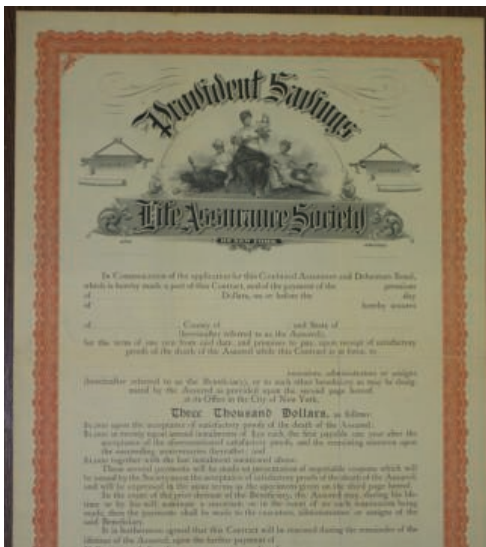 Provident Savings
Life Assurance Society
OF NEW YORK
In Consideration of the application for this Combined Assurance and Debenture Bond,
which is hereby made a part of this Contract, and of the payment of the premium
of Dollars, on or before the day
of hereby assures
of County of and State of
(hereinafter referred to as the Assured),
for the term of one year from said date, and promises to pay, upon receipt of satisfactory
proofs of the death of the Assured while this Contract is in force, to
executors, administrators or assigns
(hereinafter referred to as the Beneficiary), or to such other beneficiary as may be desig-
nated by the Assured as provided upon the second page hereof,
at its Office in the City of New York,
Three Thousand Dollars, as follows:
upon the acceptance of satisfactory proofs of the death of the Assured;
in twenty equal annual instalments of each, the first payable one year after the
acceptance of the aforementioned satisfactory proofs, and the remaining nineteen upon
the succeeding anniversaries thereafter; and
together with the last instalment mentioned above.
These several payments will be made on presentation of negotiable coupons which will
be issued by the Society upon the acceptance of satisfactory proofs of the death of the Assured,
and will be expressed in the same terms as the specimens given on the third page hereof.
In the event of the prior decease of the Beneficiary, the Assured may, during his life-
time or by his will, nominate a successor, or in the event of no such nomination being
made, then the payments shall be made to the executors, administrators or assigns of the
said Beneficiary.
It is furthermore agreed that this Contract will be renewed during the remainder of the
lifetime of the Assured, upon the further payment of